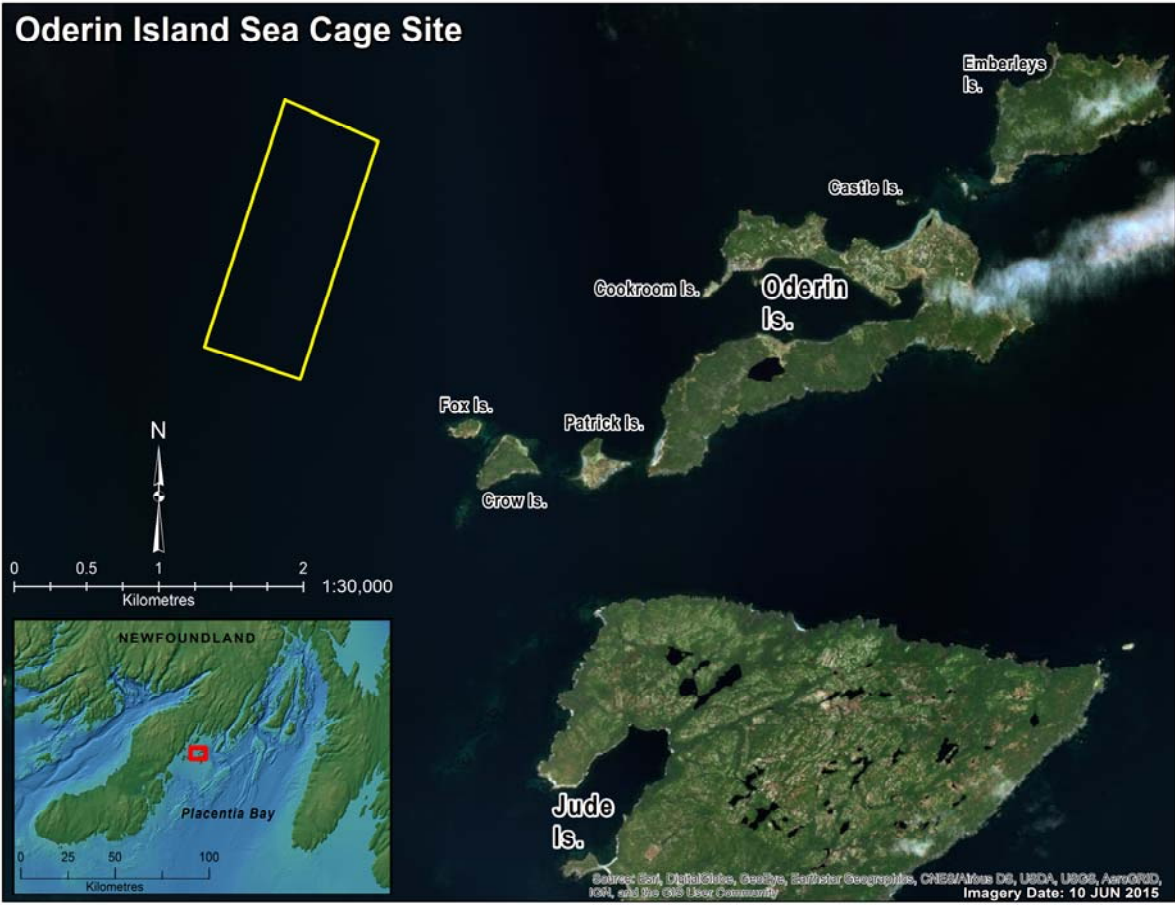 Oderin Island Sea Cage Site
Emberleys
Is.
Castle Is.
Cookroom Is.
Oderin
Is.
Fox Is.
Patrick Is.
Crow Is.
N
0 0.5 1 2
1:30,000
Kilometres
NEWFOUNDLAND
Placentia Bay
0 25 50 100
Kilometres
Jude
Is.
Source: Esri, DigitalGlobe, GeoEye, Earthstar Geographics, CNES/Airbus DS, USDA, USGS, AeroGRID,
IGN, and the GIS User Community
Imagery Date: 10 JUN 2015